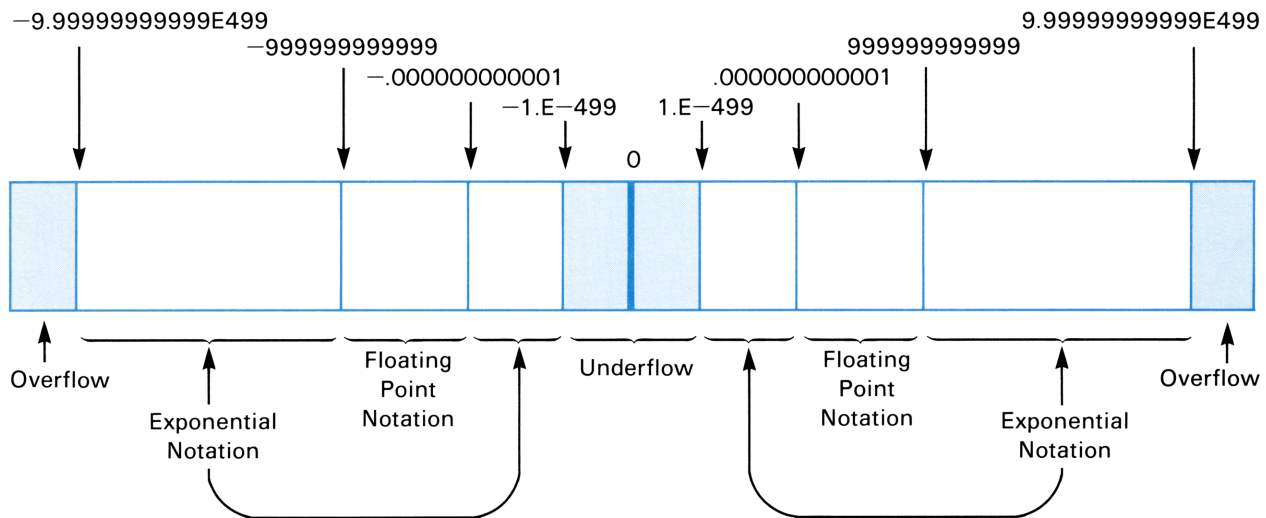 −9.99999999999E499
9.99999999999E499
−999999999999
999999999999
−.000000000001
.000000000001
−1.E−499
1.E−499
0
Overflow
Exponential
Notation
Floating
Point
Notation
Underflow
Floating
Point
Notation
Exponential
Notation
Overflow